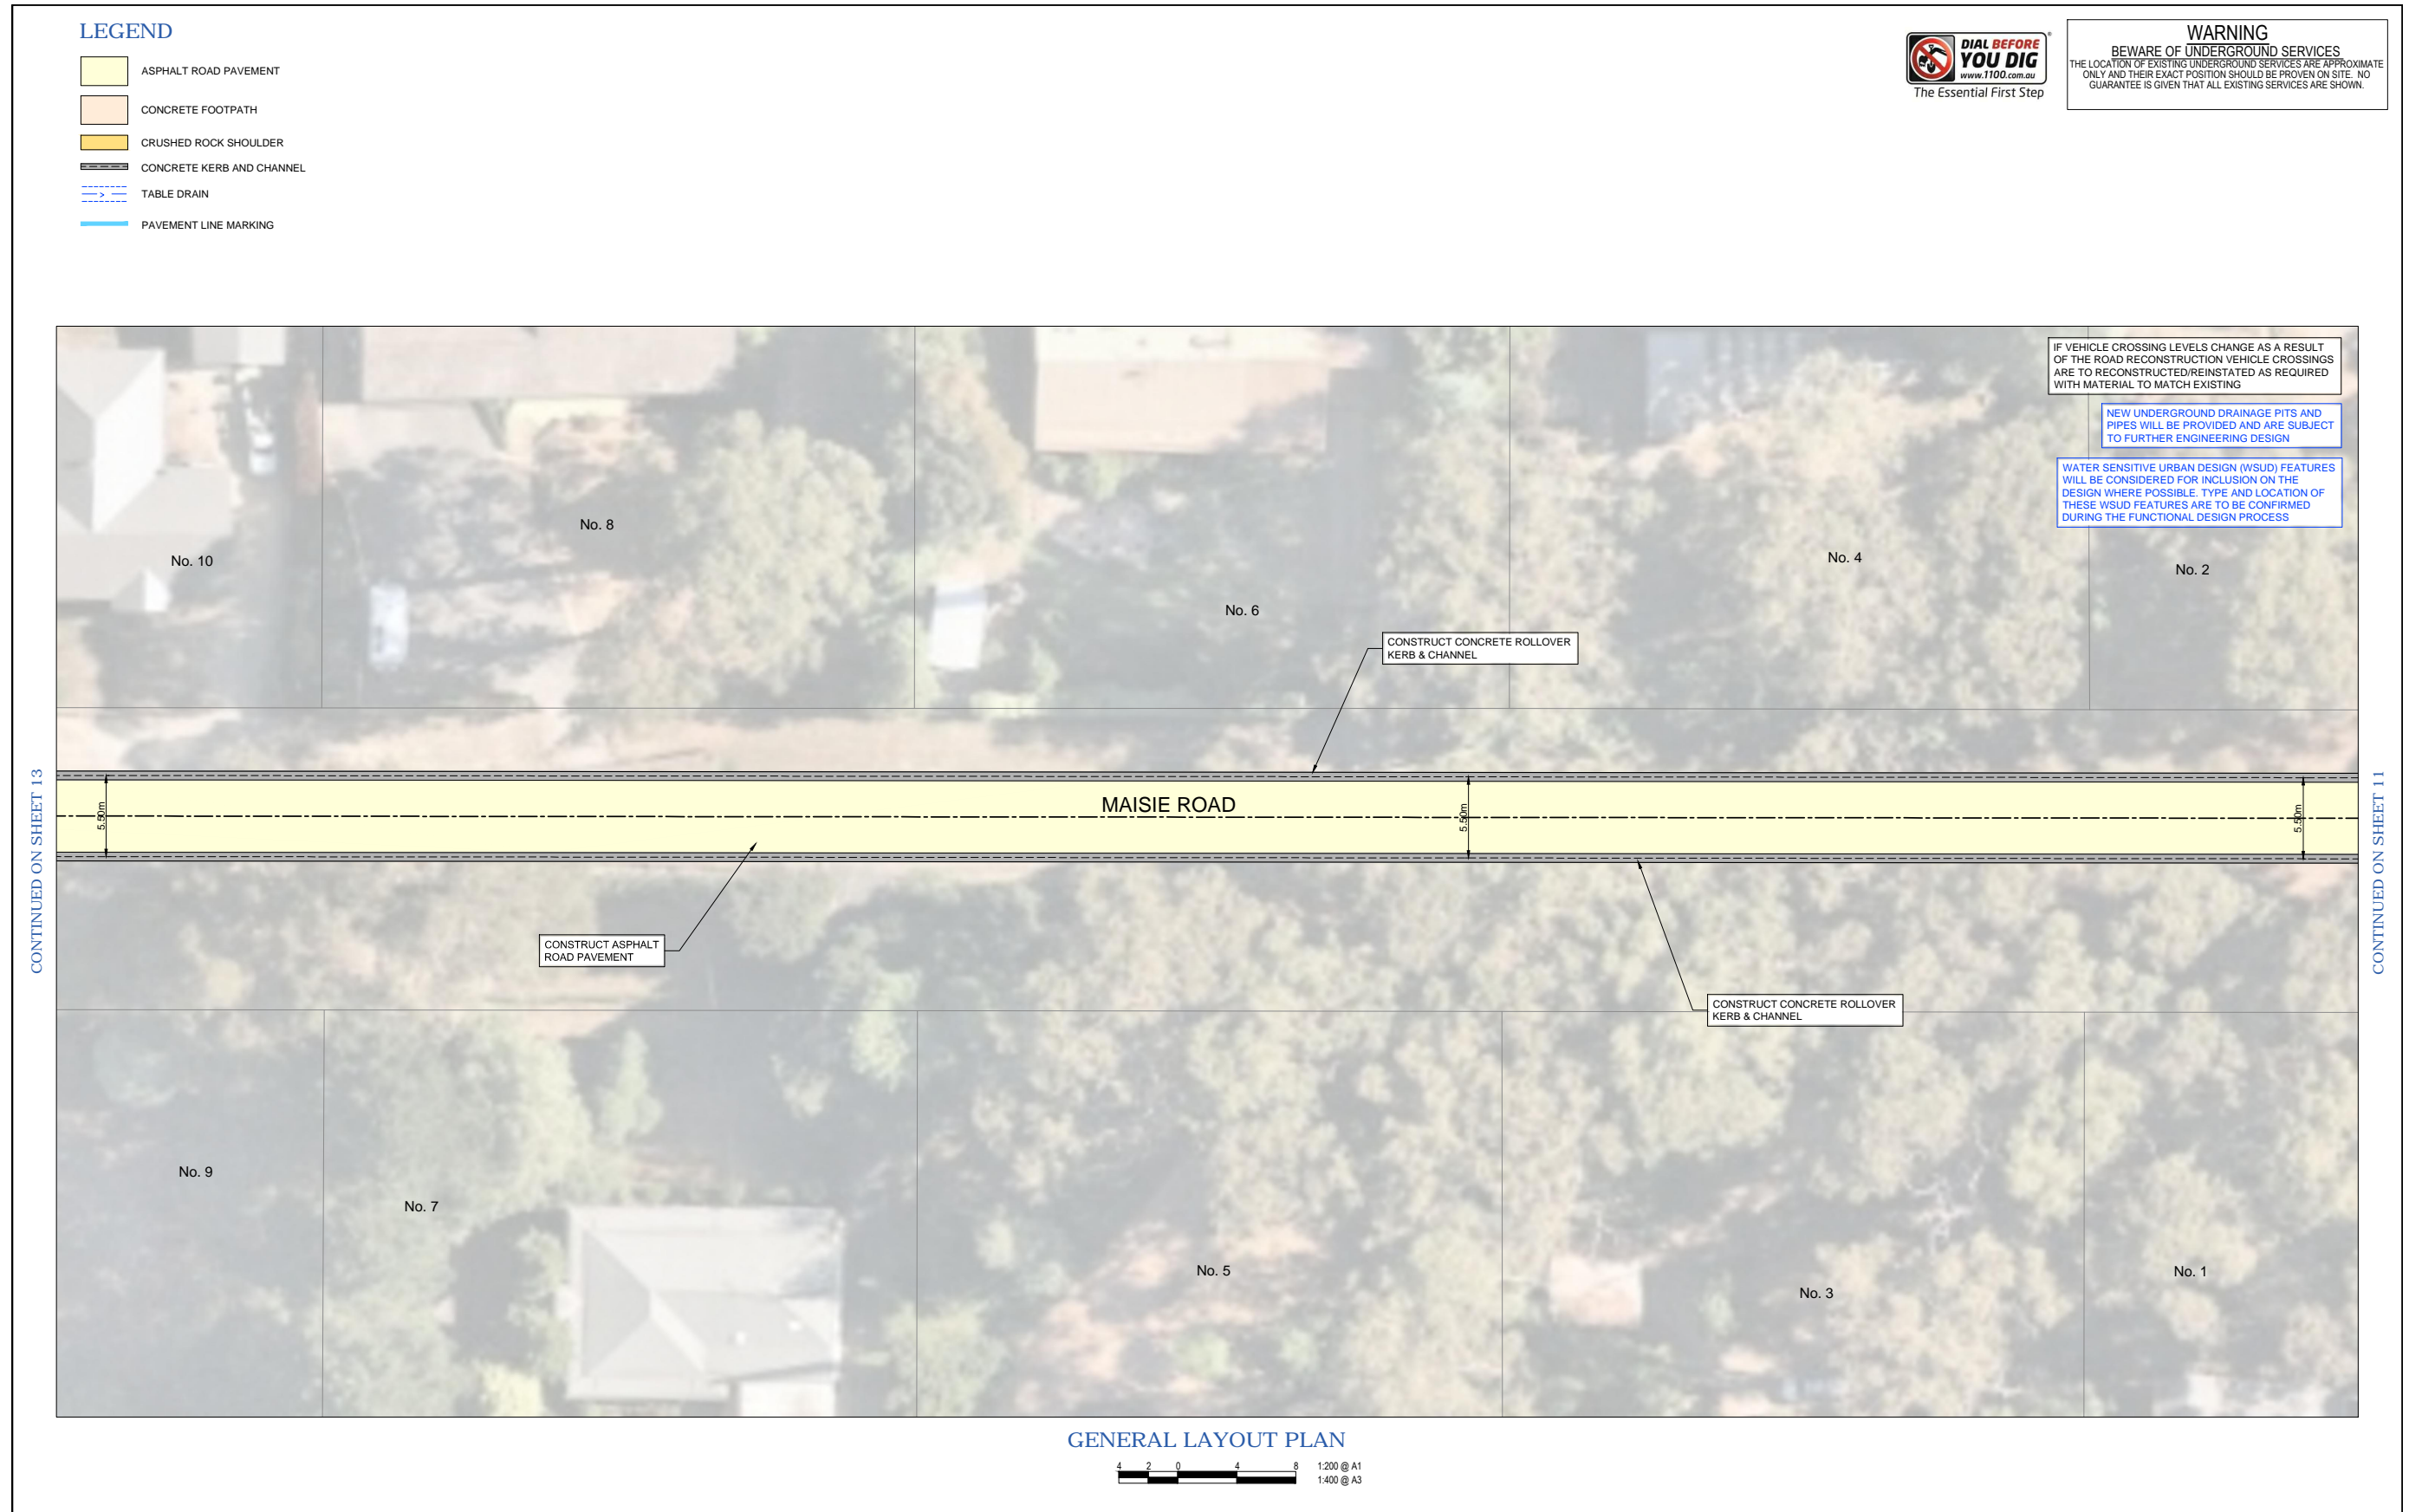 LEGEND
ASPHALT ROAD PAVEMENT
CONCRETE FOOTPATH
CRUSHED ROCK SHOULDER
CONCRETE KERB AND CHANNEL
TABLE DRAIN
PAVEMENT LINE MARKING
DIAL BEFORE
YOU DIG
®
www.1100.com.au
The Essential First Step
WARNING
BEWARE OF UNDERGROUND SERVICES
THE LOCATION OF EXISTING UNDERGROUND SERVICES ARE APPROXIMATE
ONLY AND THEIR EXACT POSITION SHOULD BE PROVEN ON SITE. NO
GUARANTEE IS GIVEN THAT ALL EXISTING SERVICES ARE SHOWN.
IF VEHICLE CROSSING LEVELS CHANGE AS A RESULT
OF THE ROAD RECONSTRUCTION VEHICLE CROSSINGS
ARE TO RECONSTRUCTED/REINSTATED AS REQUIRED
WITH MATERIAL TO MATCH EXISTING
NEW UNDERGROUND DRAINAGE PITS AND
PIPES WILL BE PROVIDED AND ARE SUBJECT
TO FURTHER ENGINEERING DESIGN
WATER SENSITIVE URBAN DESIGN (WSUD) FEATURES
WILL BE CONSIDERED FOR INCLUSION ON THE
DESIGN WHERE POSSIBLE. TYPE AND LOCATION OF
THESE WSUD FEATURES ARE TO BE CONFIRMED
DURING THE FUNCTIONAL DESIGN PROCESS
No. 10
No. 8
No. 6
No. 4
No. 2
CONSTRUCT CONCRETE ROLLOVER
KERB & CHANNEL
CONTINUED ON SHEET 13
5.50m
MAISIE ROAD
5.50m
5.50m
CONTINUED ON SHEET 11
CONSTRUCT ASPHALT
ROAD PAVEMENT
CONSTRUCT CONCRETE ROLLOVER
KERB & CHANNEL
No. 9
No. 7
No. 5
No. 3
No. 1
GENERAL LAYOUT PLAN
4 2 0 4 8
1:200 @ A1
1:400 @ A3